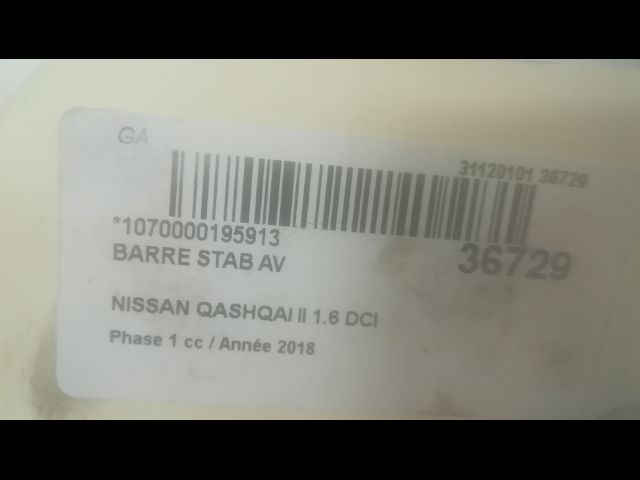 GA
31120101 36729
*1070000195913
36729
BARRE STAB AV
NISSAN QASHQAI II 1.6 DCI
Phase 1 cc / Année 2018